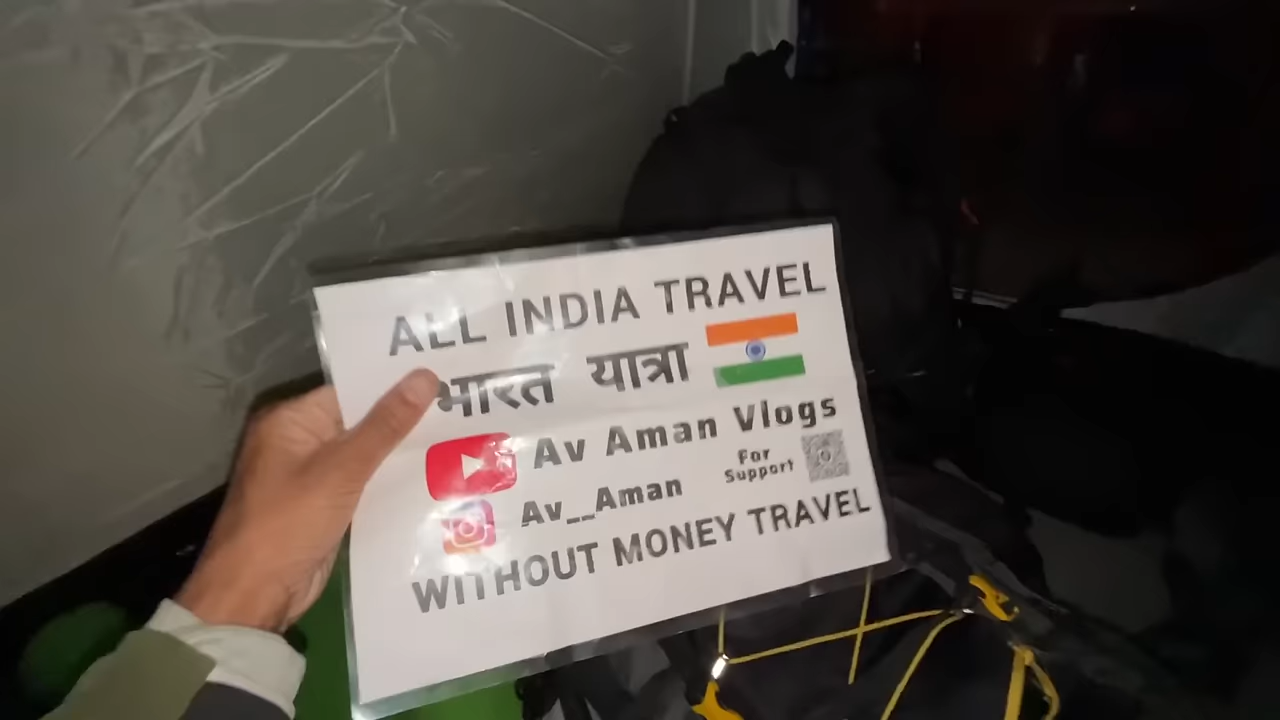 ALL INDIA TRAVEL
भारत यात्रा
Av Aman Vlogs
For
Support
Av__Aman
WITHOUT MONEY TRAVEL